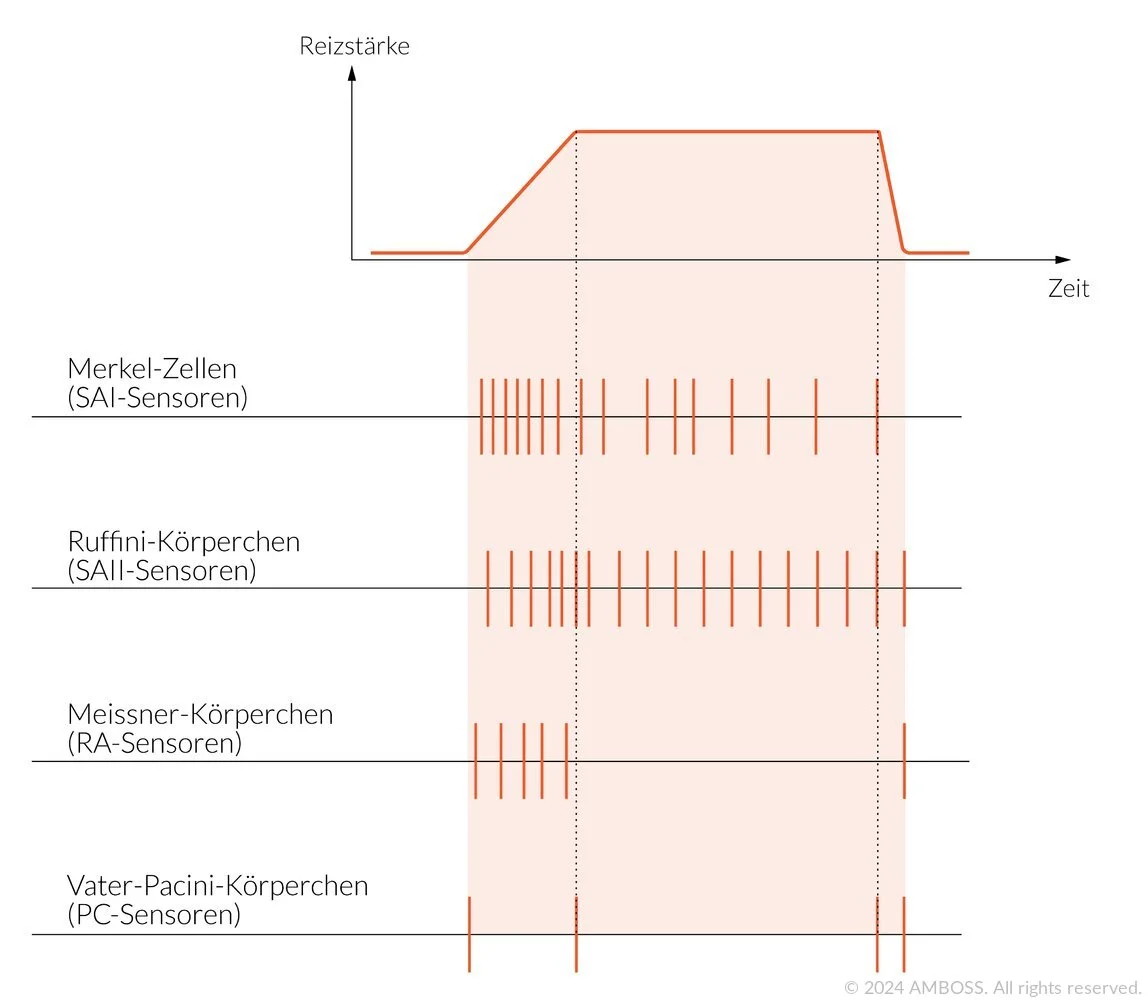 Reizstärke
Zeit
Merkel-Zellen
(SAI-Sensoren)
Ruffini-Körperchen
(SAII-Sensoren)
Meissner-Körperchen
(RA-Sensoren)
Vater-Pacini-Körperchen
(PC-Sensoren)
© 2024 AMBOSS. All rights reserved.